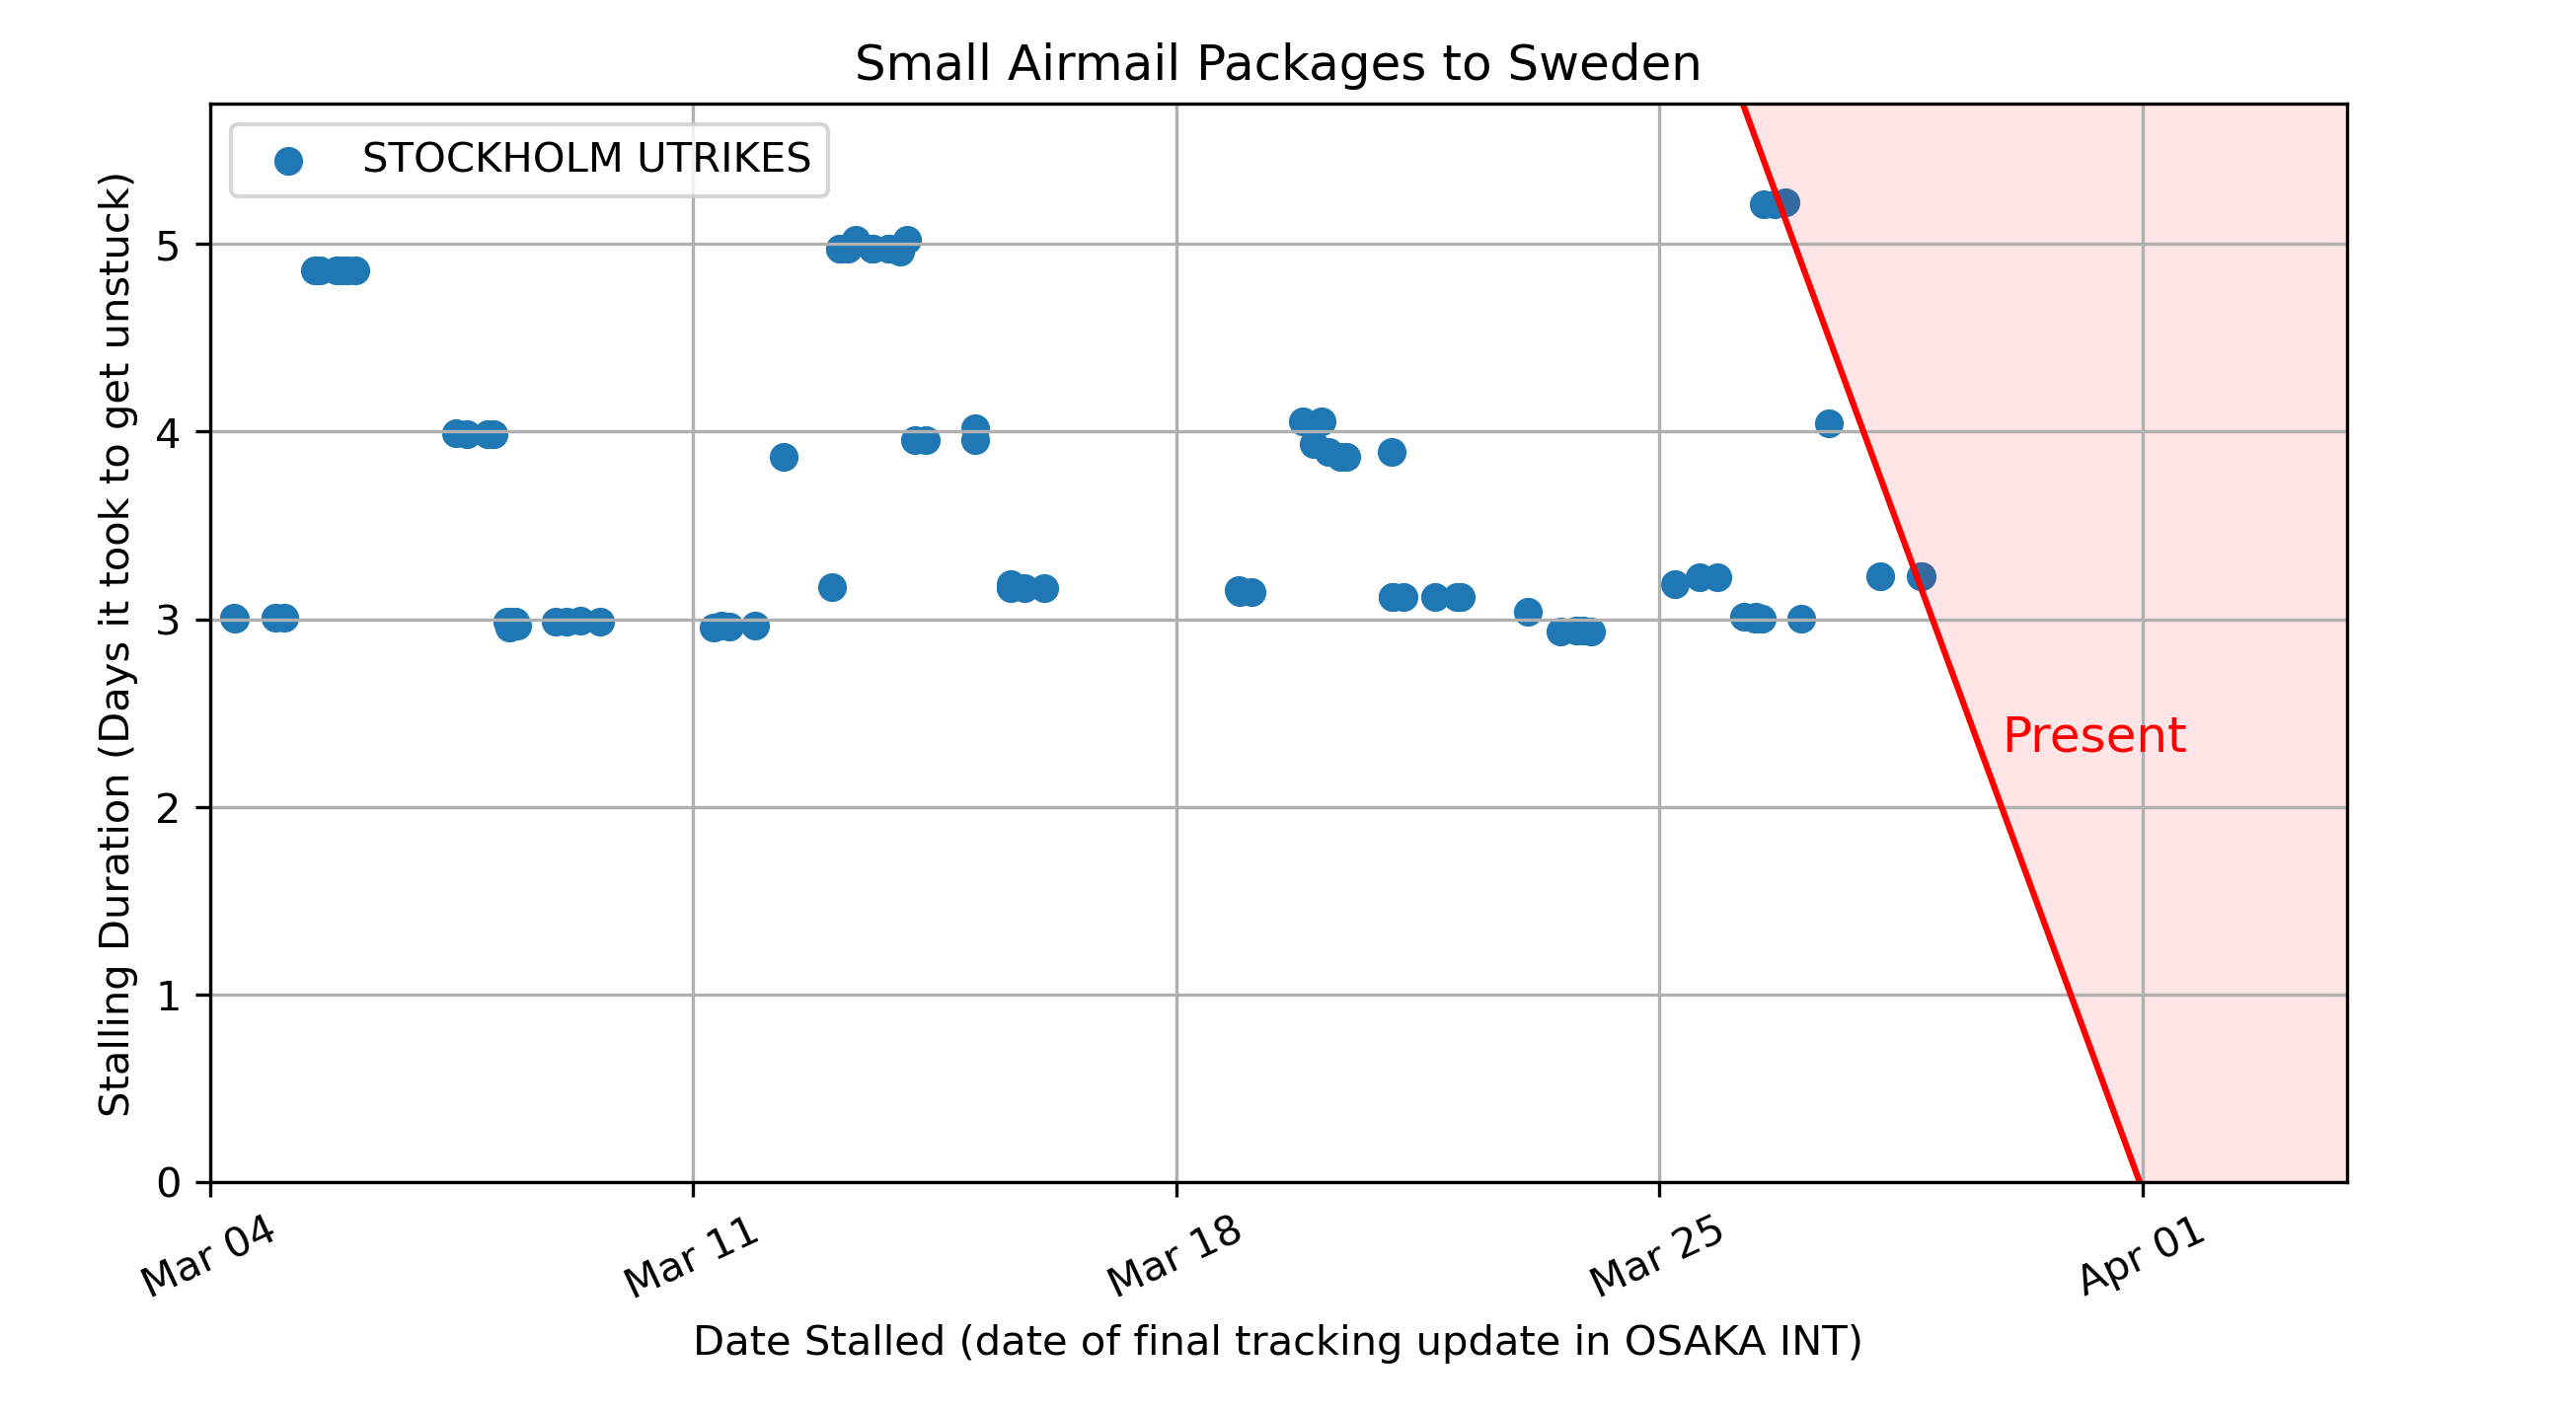 Small Airmail Packages to Sweden
STOCKHOLM UTRIKES
Stalling Duration (Days it took to get unstuck)
5
4
3
2
1
0
Present
Mar 04
Mar 11
Mar 18
Mar 25
Apr 01
Date Stalled (date of final tracking update in OSAKA INT)